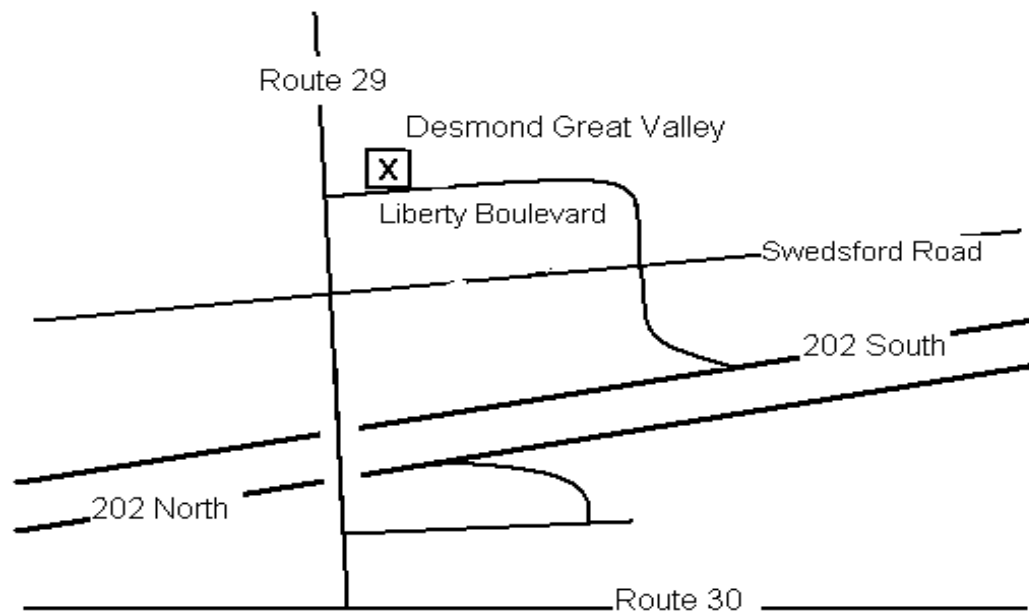 Route 29
Desmond Great Valley
X
Liberty Boulevard
Swedsford Road
202 South
202 North
Route 30